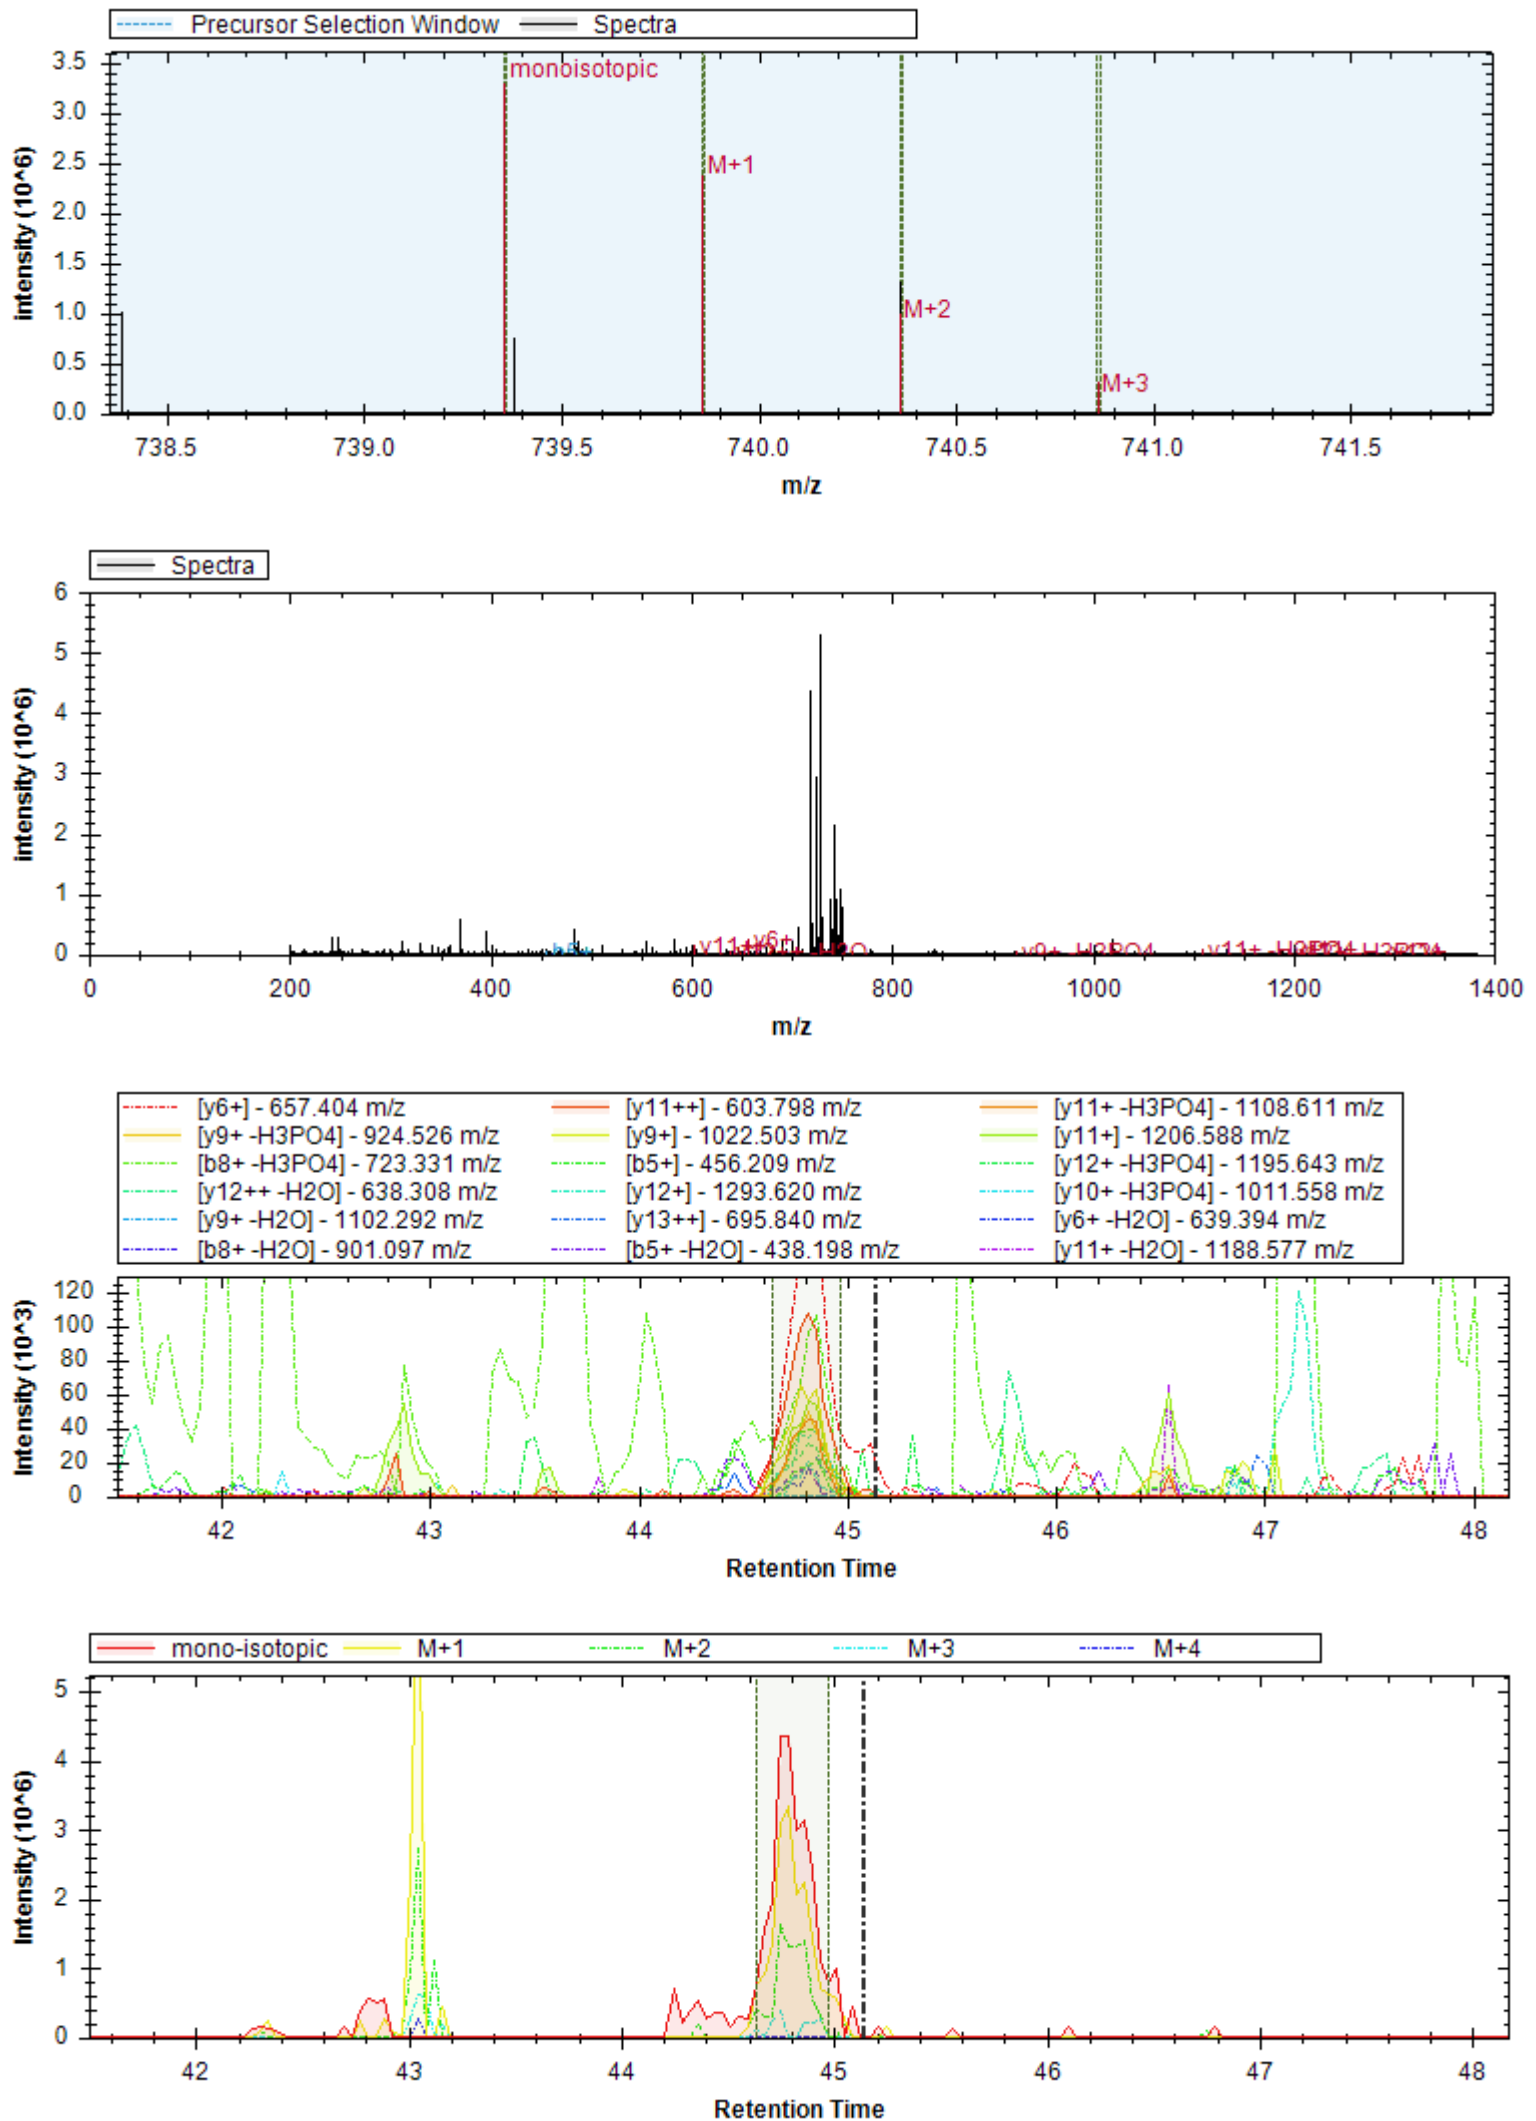 Precursor Selection Window Spectra
3.5
3.0
2.5
2.0
1.5
1.0
0.5
0.0
intensity (10^6)
monoisotopic
M+1
M+2
M+3
738.5 739.0 739.5 740.0 740.5 741.0 741.5
m/z
Spectra
6
5
4
3
2
1
0
intensity (10^6)
y6+
0 200 400 600 800 1000 1200 1400
m/z
[y6+] - 657.404 m/z [y11++] - 603.798 m/z [y11+ -H3PO4] - 1108.611 m/z
[y9+ -H3PO4] - 924.526 m/z [y9+] - 1022.503 m/z [y11+] - 1206.588 m/z
[b8+ -H3PO4] - 723.331 m/z [b5+] - 456.209 m/z [y12+ -H3PO4] - 1195.643 m/z
[y12++ -H2O] - 638.308 m/z [y12+] - 1293.620 m/z [y10+ -H3PO4] - 1011.558 m/z
[y9+ -H2O] - 1102.292 m/z [y13++] - 695.840 m/z [y6+ -H2O] - 639.394 m/z
[b8+ -H2O] - 901.097 m/z [b5+ -H2O] - 438.198 m/z [y11+ -H2O] - 1188.577 m/z
120
100
80
60
40
20
0
Intensity (10^3)
42 43 44 45 46 47 48
Retention Time
mono-isotopic M+1 M+2 M+3 M+4
5
4
3
2
1
0
Intensity (10^6)
42 43 44 45 46 47 48
Retention Time